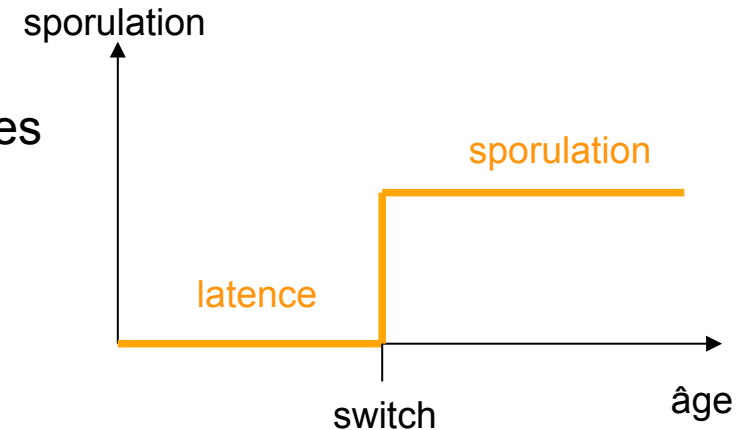 sporulation
es
sporulation
latence
switch
âge